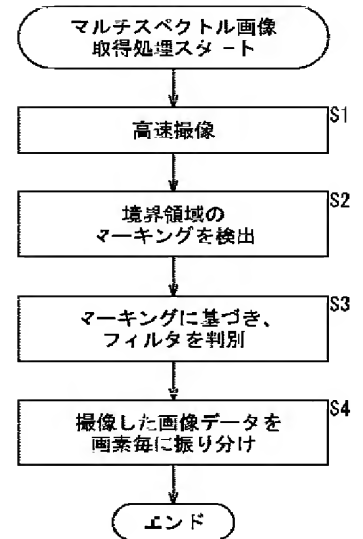 マルチスペクトル画像
取得処理スタート
S1
高速撮像
S2
境界領域の
マーキングを検出
S3
マーキングに基づき、
フィルタを判別
S4
撮像した画像データを
画素毎に振り分け
エンド